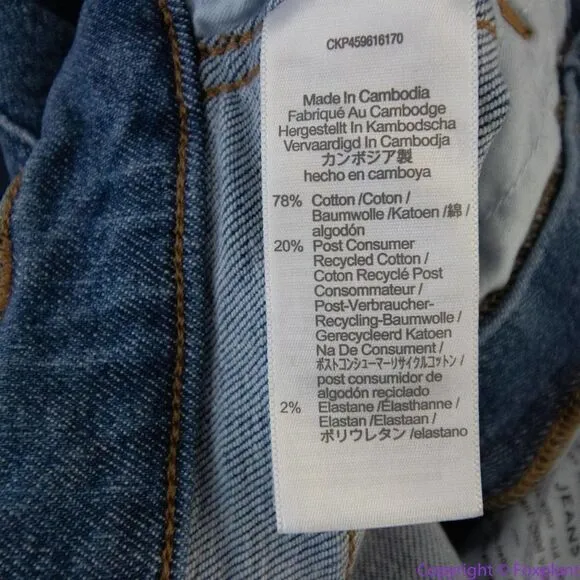 CKP459616170
Made In Cambodia
Fabriqué Au Cambodge
Hergestellt In Kambodscha
Vervaardigd In Cambodja
カンボジア製
hecho en camboya
78% Cotton /Coton /
Baumwolle /Katoen /綿 /
algodón
20% Post Consumer
Recycled Cotton /
Coton Recyclé Post
Consommateur /
Post-Verbraucher-
Recycling-Baumwolle /
Gerecycleerd Katoen
Na De Consument /
ポストコンシューマーリサイクルコットン /
post consumidor de
algodón reciclado
2% Elastane /Élasthanne /
Elastan /Elastaan /
ポリウレタン /elastano
JEAN
Copyright © Foxplent